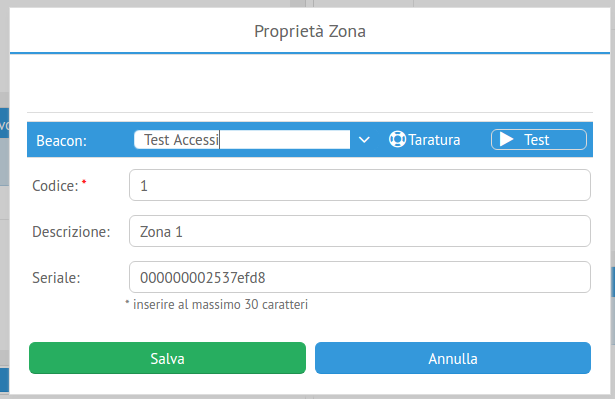 Proprietà Zona
Beacon: Test Accessi Taratura Test
Codice: * 1
Descrizione: Zona 1
Seriale: 000000002537efd8
* inserire al massimo 30 caratteri
Salva Annulla